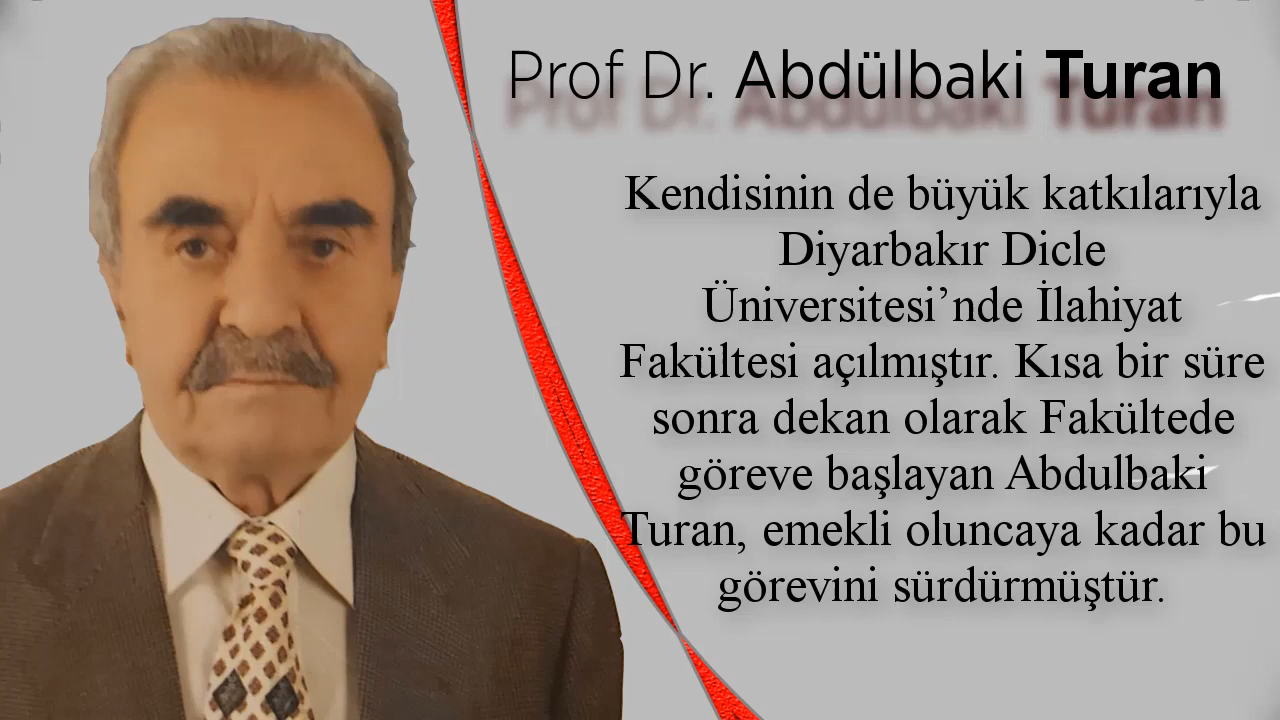 Prof Dr. Abdülbaki Turan
Kendisinin de büyük katkılarıyla
Diyarbakır Dicle
Üniversitesi’nde İlahiyat
Fakültesi açılmıştır. Kısa bir süre
sonra dekan olarak Fakültede
göreve başlayan Abdulbaki
Turan, emekli oluncaya kadar bu
görevini sürdürmüştür.